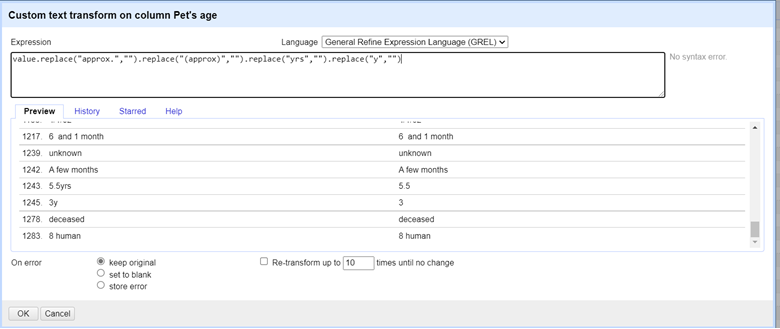 Custom text transform on column Pet's age
Expression Language General Refine Expression Language (GREL)
value.replace("approx.","").replace("(approx)","").replace("yrs","").replace("y","")
No syntax error.
Preview History Starred Help
1217. 6 and 1 month 6 and 1 month
1239. unknown unknown
1242. A few months A few months
1243. 5.5yrs 5.5
1245. 3y 3
1278. deceased deceased
1283. 8 human 8 human
On error keep original Re-transform up to 10 times until no change
set to blank
store error
OK Cancel